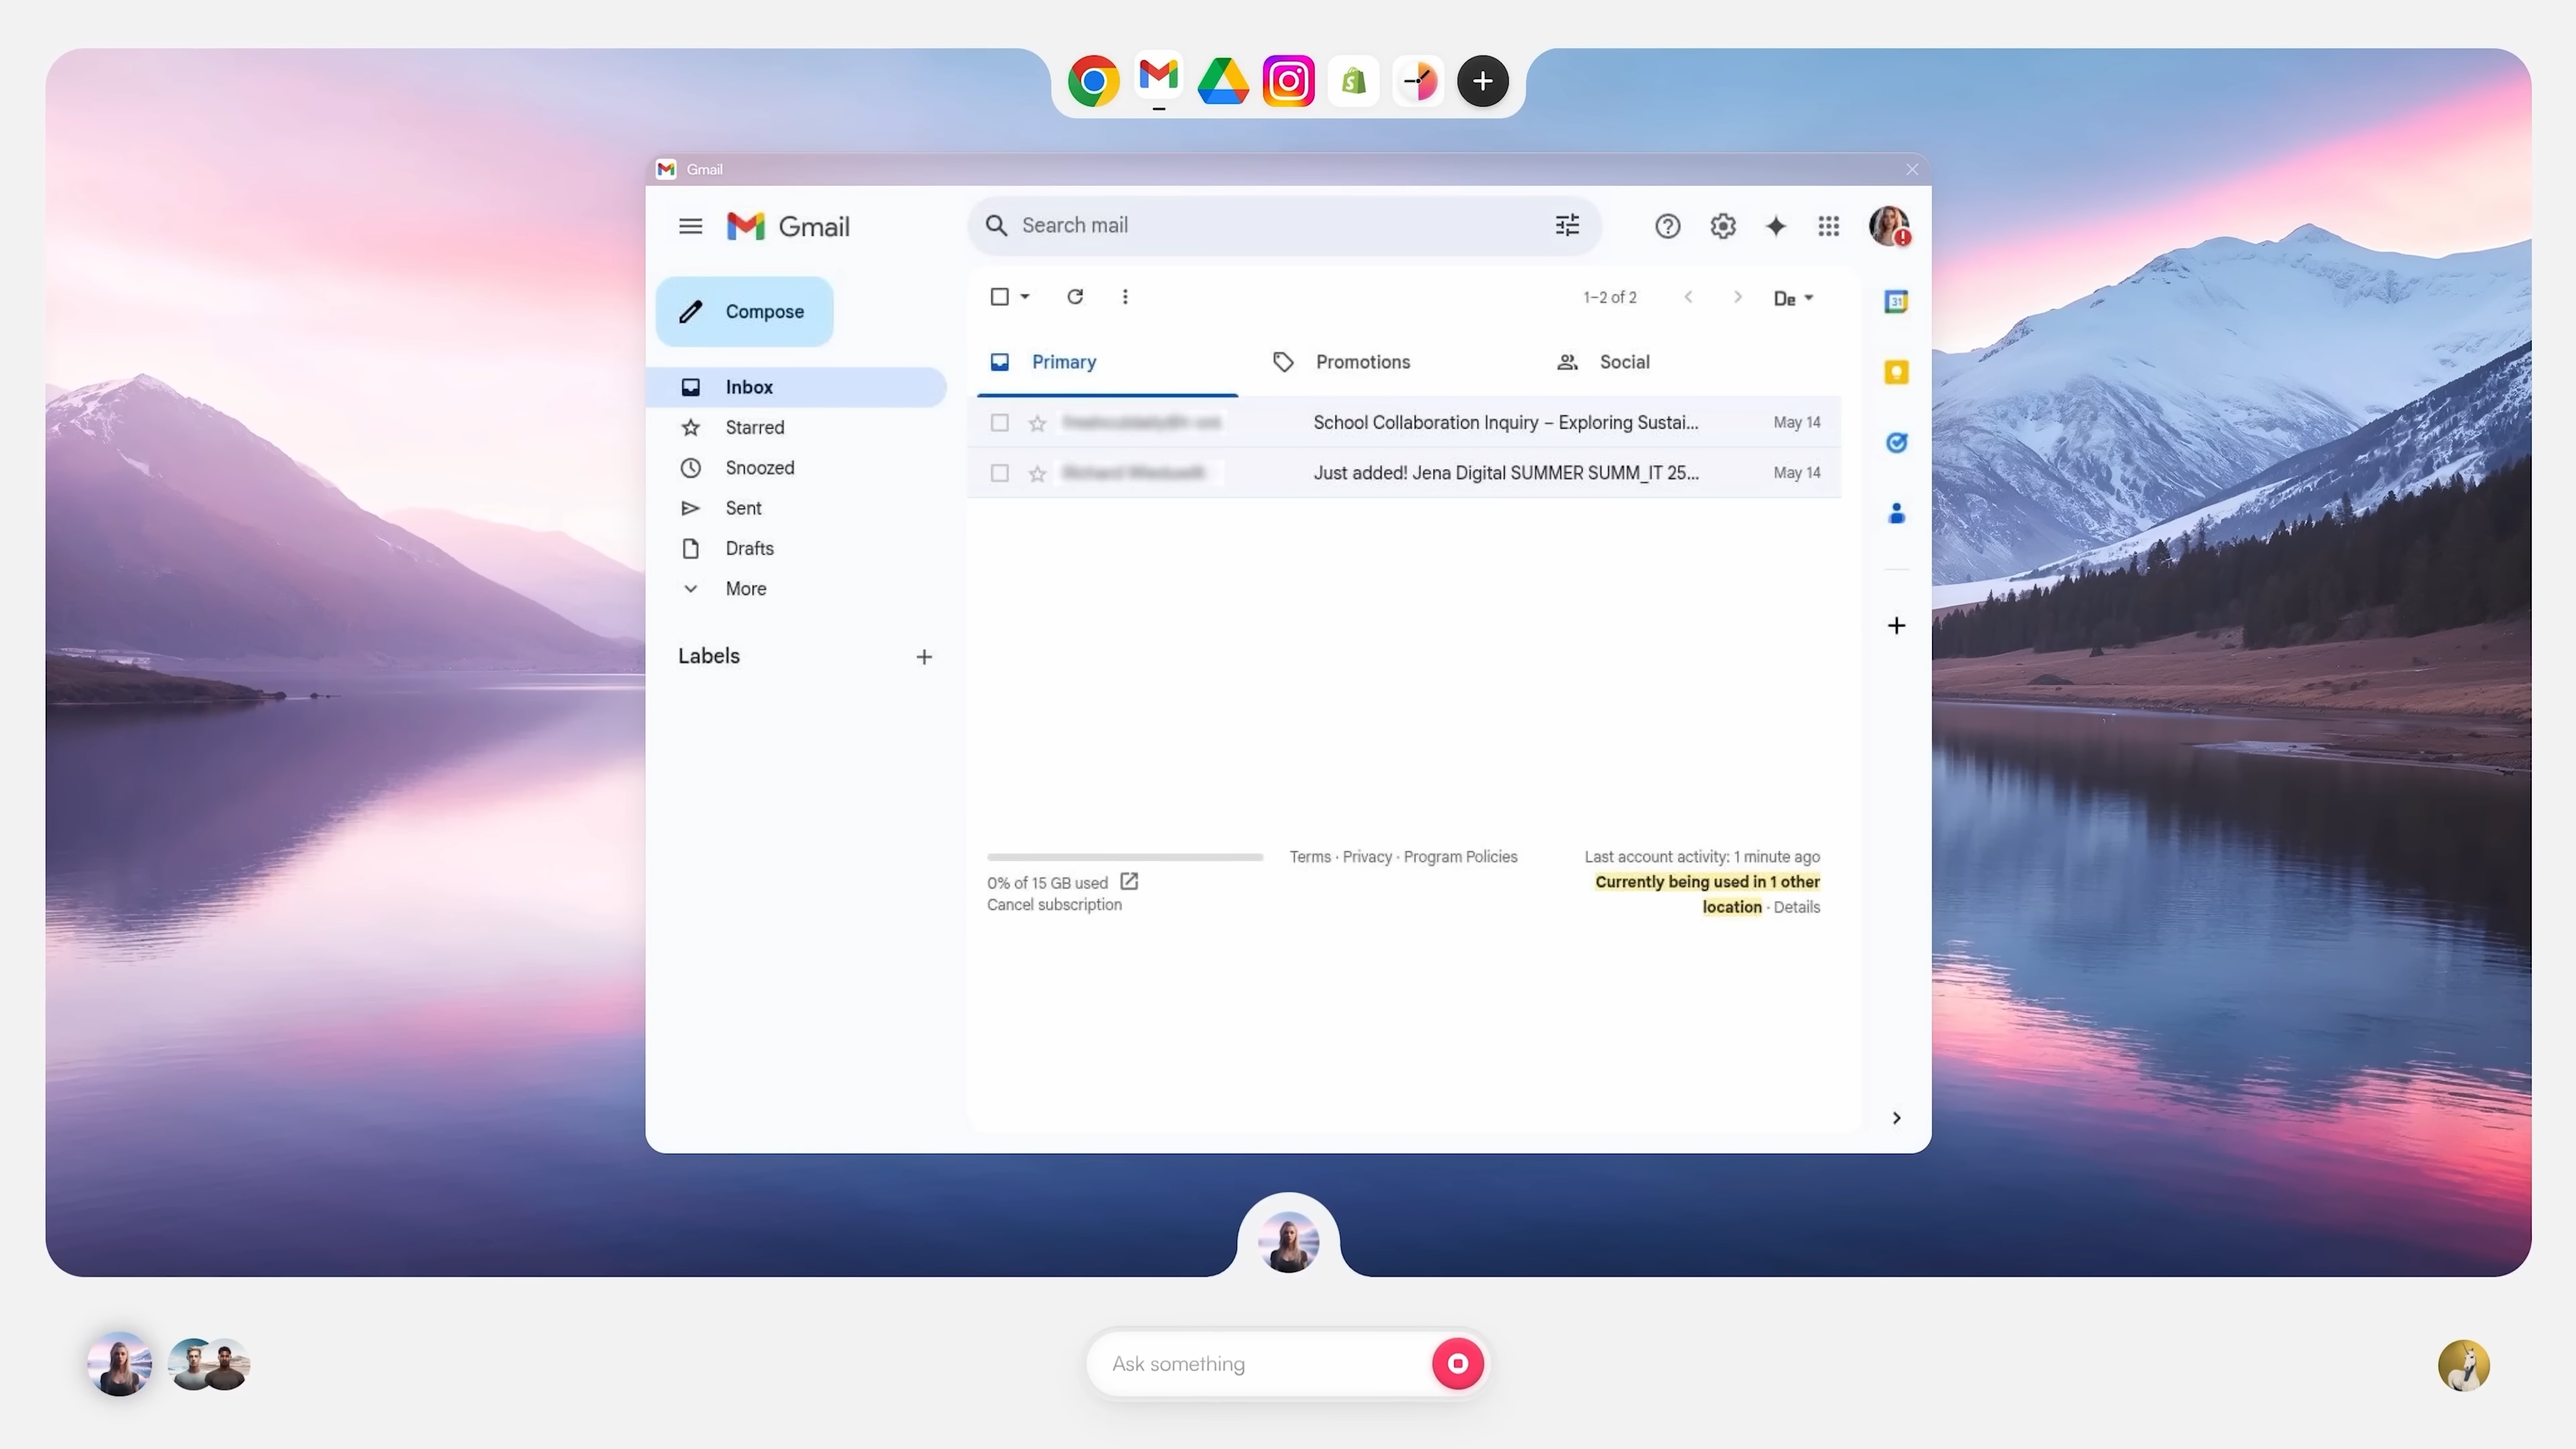 Gmail
Gmail
Search mail
Compose
1–2 of 2
De
Primary
Promotions
Social
Inbox
Starred
Snoozed
Sent
Drafts
More
Labels
School Collaboration Inquiry – Exploring Sustai...
May 14
Just added! Jena Digital SUMMER SUMM_IT 25...
May 14
31
0% of 15 GB used
Cancel subscription
Terms · Privacy · Program Policies
Last account activity: 1 minute ago
Currently being used in 1 other
location · Details
Ask something